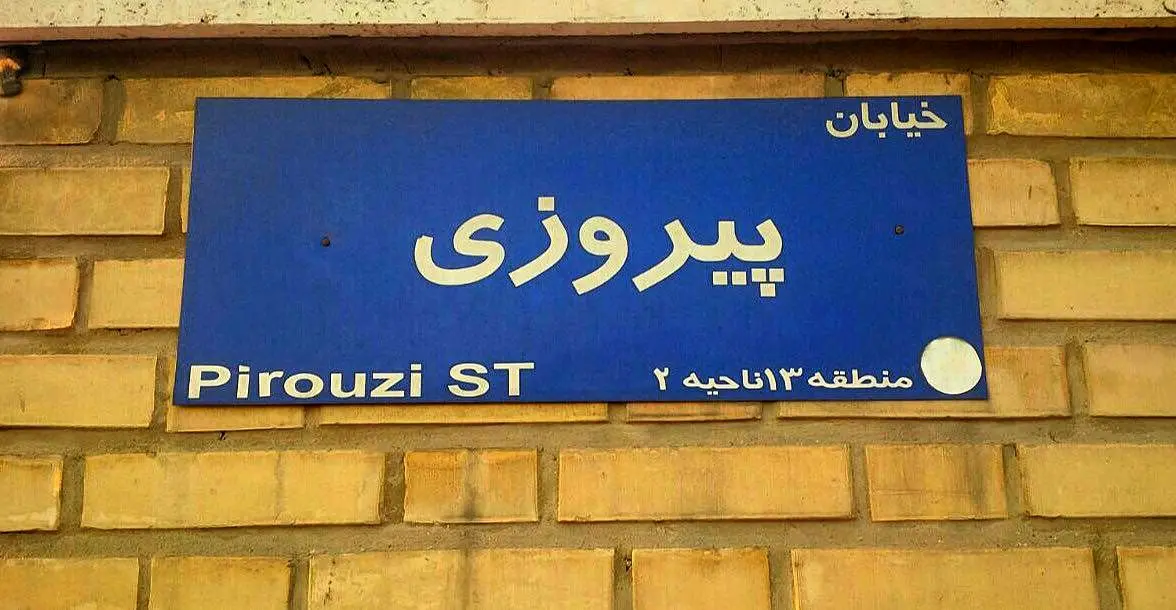 خیابان
پیروزی
منطقه ۱۳ ناحیه ۲
Pirouzi ST